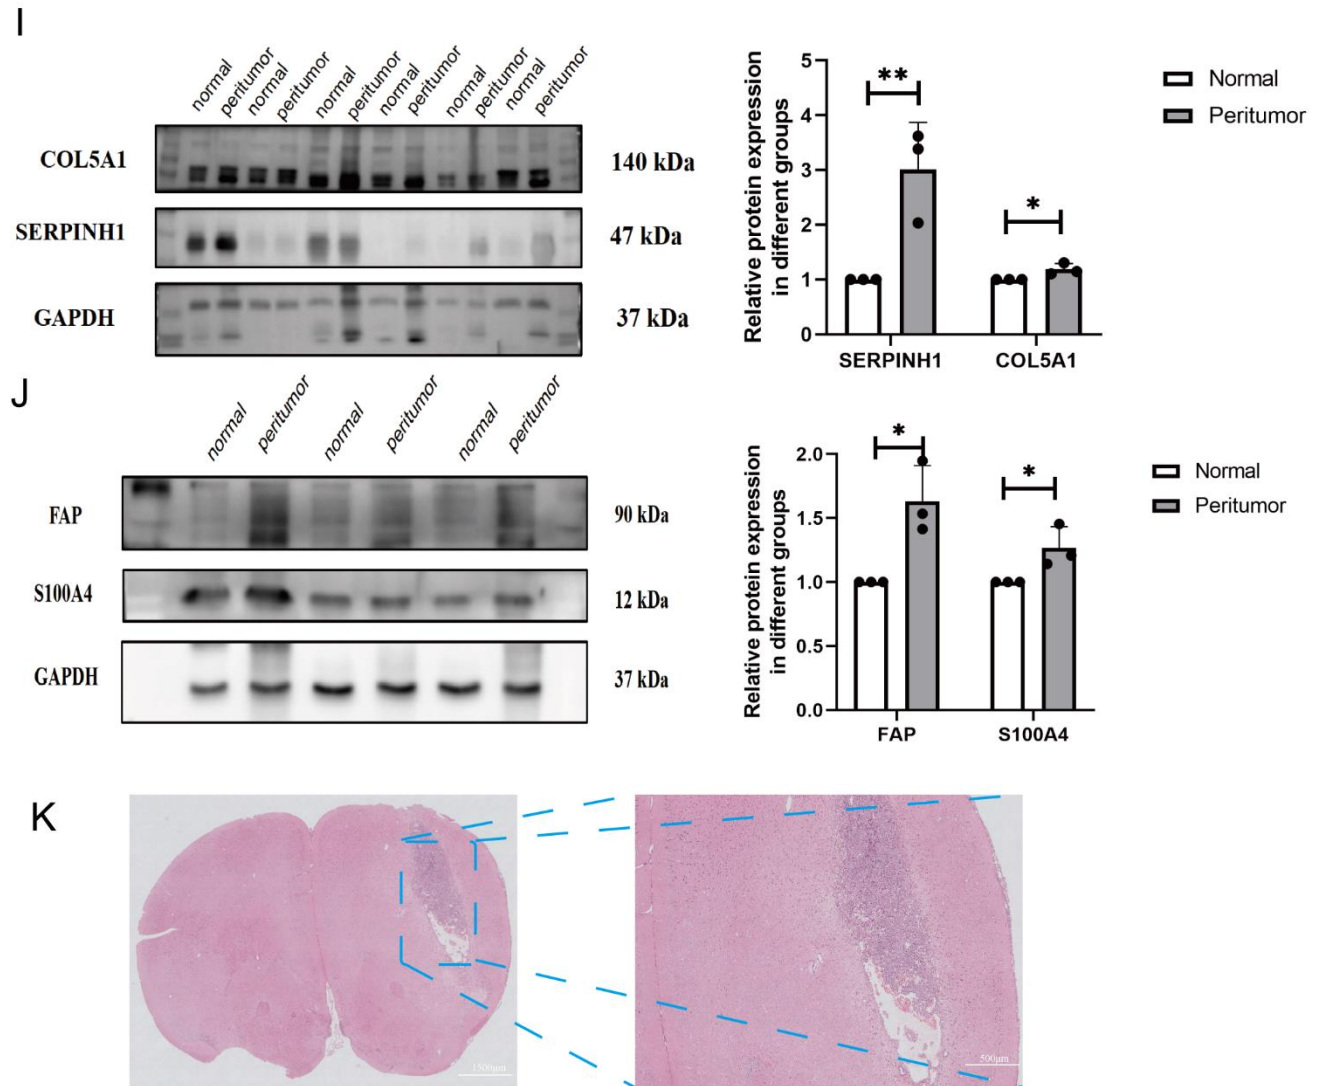 I
normal peritumor normal peritumor normal peritumor normal peritumor normal peritumor normal peritumor
COL5A1
140 kDa
SERPINH1
47 kDa
GAPDH
37 kDa
Relative protein expression
in different groups
5
4
3
2
1
0
**
*
SERPINH1 COL5A1
Normal
Peritumor
J
normal peritumor normal peritumor normal peritumor
FAP
90 kDa
S100A4
12 kDa
GAPDH
37 kDa
Relative protein expression
in different groups
2.0
1.5
1.0
0.5
0.0
*
*
FAP S100A4
Normal
Peritumor
K
1500μm
500μm